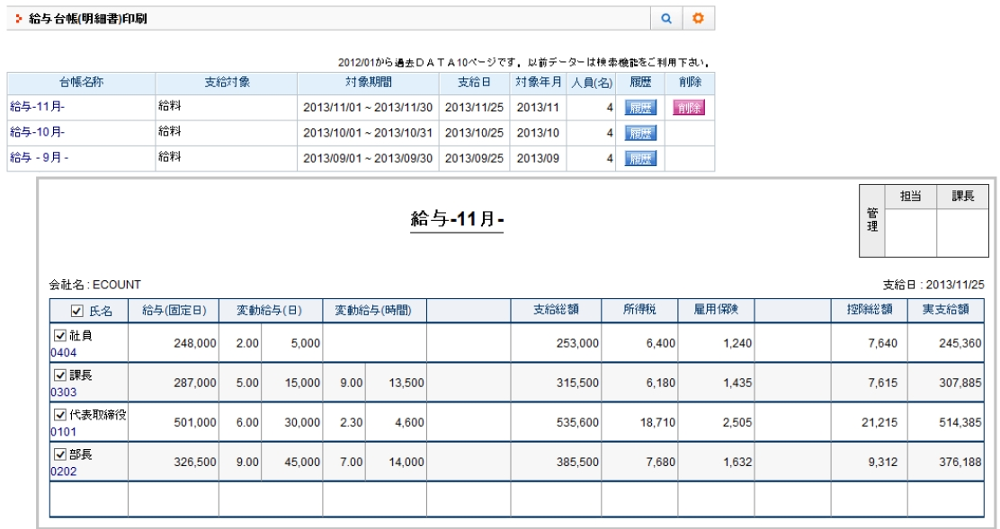 給与台帳(明細書)印刷
2012/01から過去DATA10ページです。以前データーは検索機能をご利用下さい。
台帳名称 支給対象 対象期間 支給日 対象年月 人員(名) 履歴 削除
給与-11月- 給料 2013/11/01 ~ 2013/11/30 2013/11/25 2013/11 4 履歴 削除
給与-10月- 給料 2013/10/01 ~ 2013/10/31 2013/10/25 2013/10 4 履歴
給与 - 9月 - 給料 2013/09/01 ~ 2013/09/30 2013/09/25 2013/09 4 履歴
給与-11月-
管理 担当 課長
会社名 : ECOUNT 支給日 : 2013/11/25
氏名 給与(固定日) 変動給与(日) 変動給与(時間) 支給総額 所得税 雇用保険 控除総額 実支給額
社員 248,000 2.00 5,000 253,000 6,400 1,240 7,640 245,360
0404
課長 287,000 5.00 15,000 9.00 13,500 315,500 6,180 1,435 7,615 307,885
0303
代表取締役 501,000 6.00 30,000 2.30 4,600 535,600 18,710 2,505 21,215 514,385
0101
部長 326,500 9.00 45,000 7.00 14,000 385,500 7,680 1,632 9,312 376,188
0202